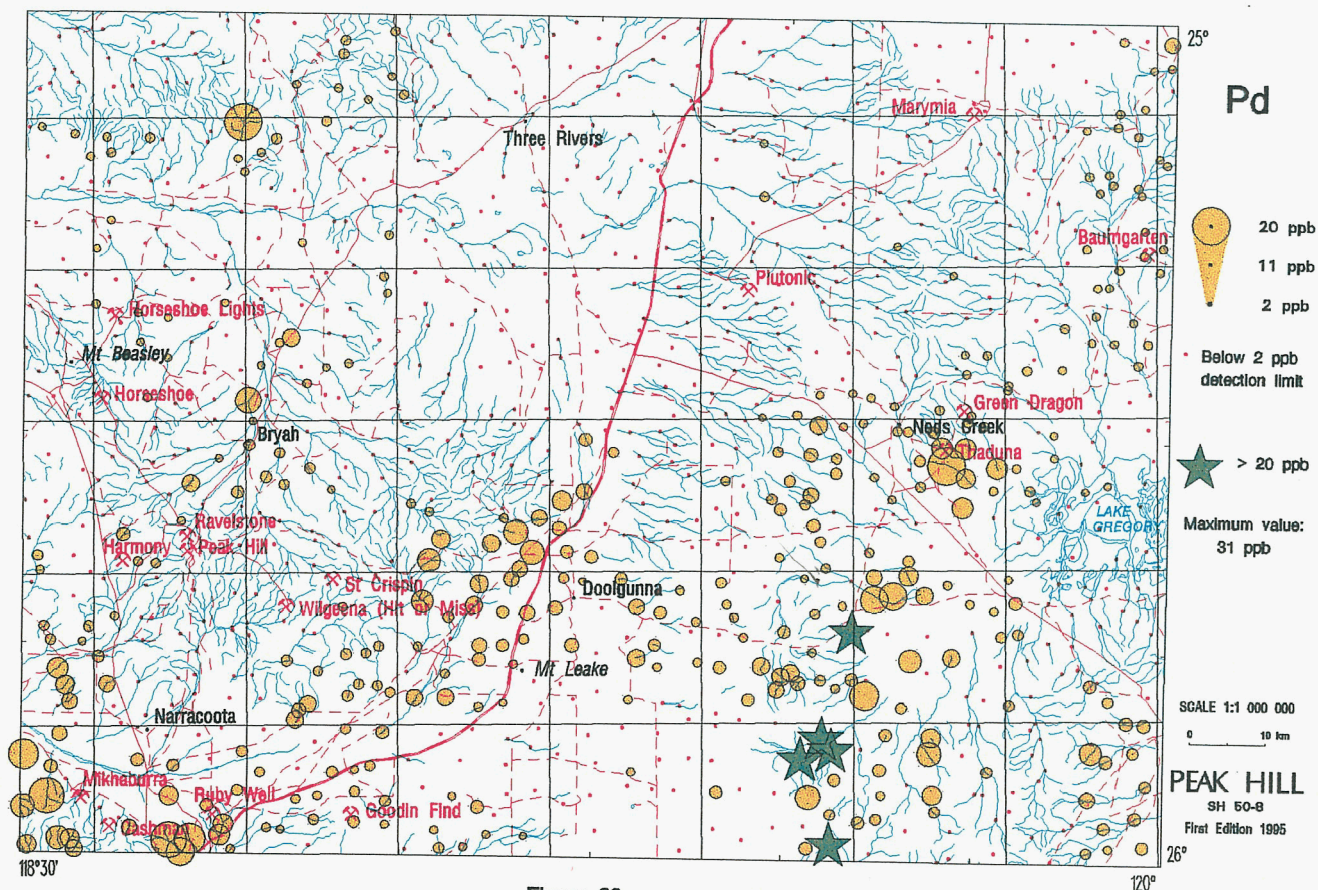 25°
Pd
Marymia
Three Rivers
20 ppb
Baumgarten
11 ppb
Plutonic
2 ppb
Horseshoe Lights
Mt Beasley
Below 2 ppb
detection limit
Horseshoe
Green Dragon
Neds Creek
Bryah
Thaduna
> 20 ppb
LAKE
GREGORY
Ravelstone
Maximum value:
31 ppb
Harmony
Peak Hill
St Crispin
Doolgunna
Wilgeena (Hit or Miss)
Mt Leake
Narracoota
SCALE 1:1 000 000
0 10 km
Mikhaburra
Ruby Well
PEAK HILL
SH 50-8
Goodin Find
Cashman
First Edition 1995
118°30'
26°
120°